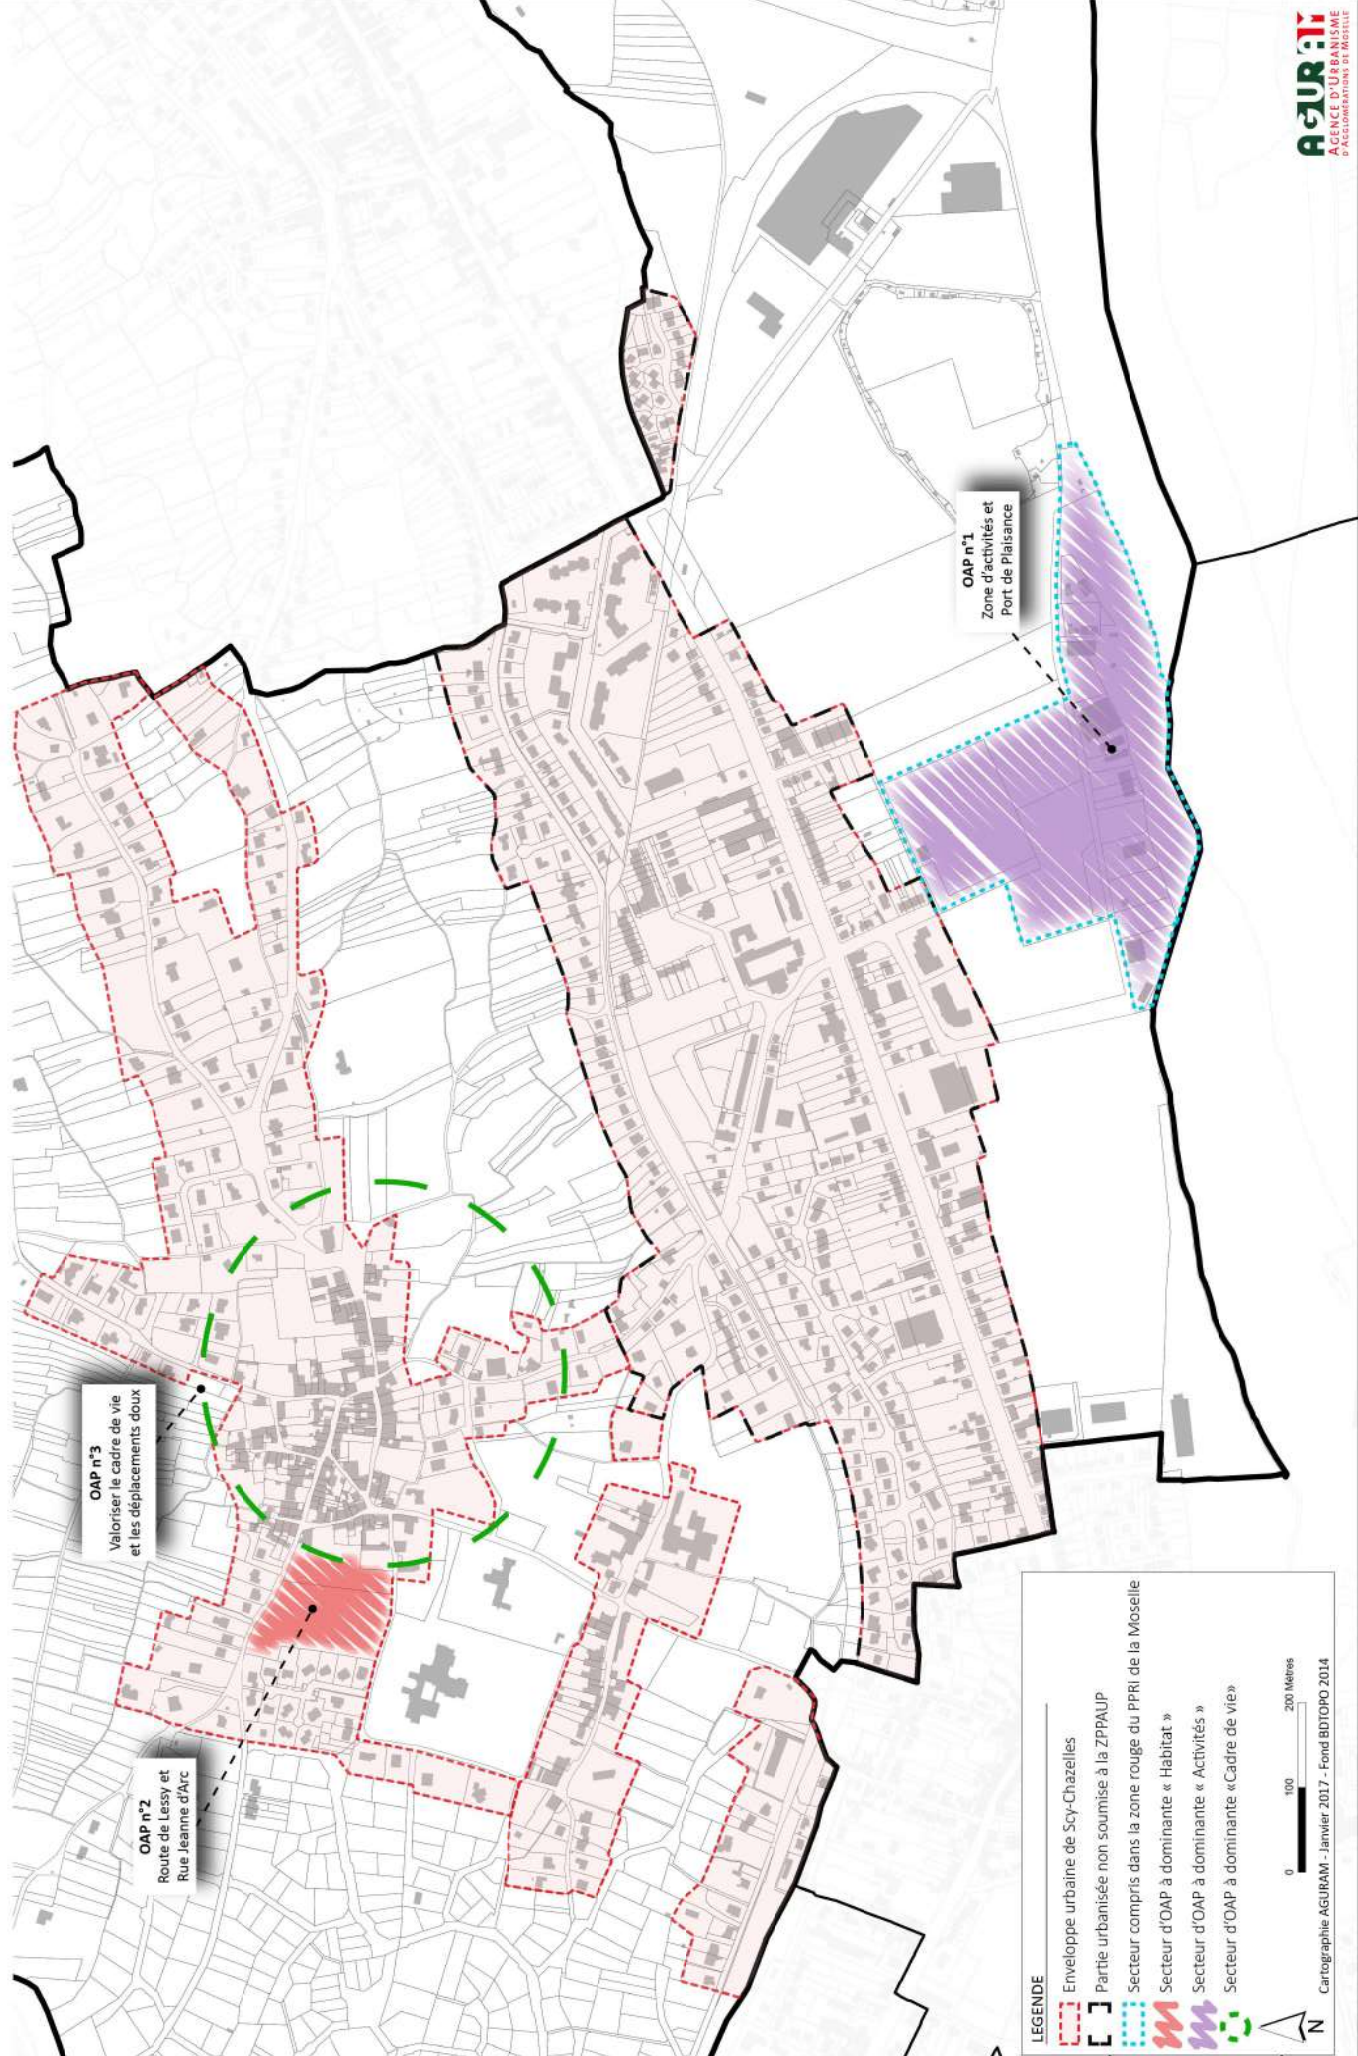 OAP n°3
Valoriser le cadre de vie
et les déplacements doux
OAP n°2
Route de Lessy et
Rue Jeanne d'Arc
OAP n°1
Zone d'activités et
Port de Plaisance
LEGENDE
Enveloppe urbaine de Scy-Chazelles
Partie urbanisée non soumise à la ZPPAUP
Secteur compris dans la zone rouge du PPRi de la Moselle
Secteur d'OAP à dominante « Habitat »
Secteur d'OAP à dominante « Activités »
Secteur d'OAP à dominante «Cadre de vie»
N
0 100 200 Mètres
Cartographie AGURAM - Janvier 2017 - Fond BDTOPO 2014
AGURAM
AGENCE D'URBANISME
D'AGGLOMÉRATIONS DE MOSELLE